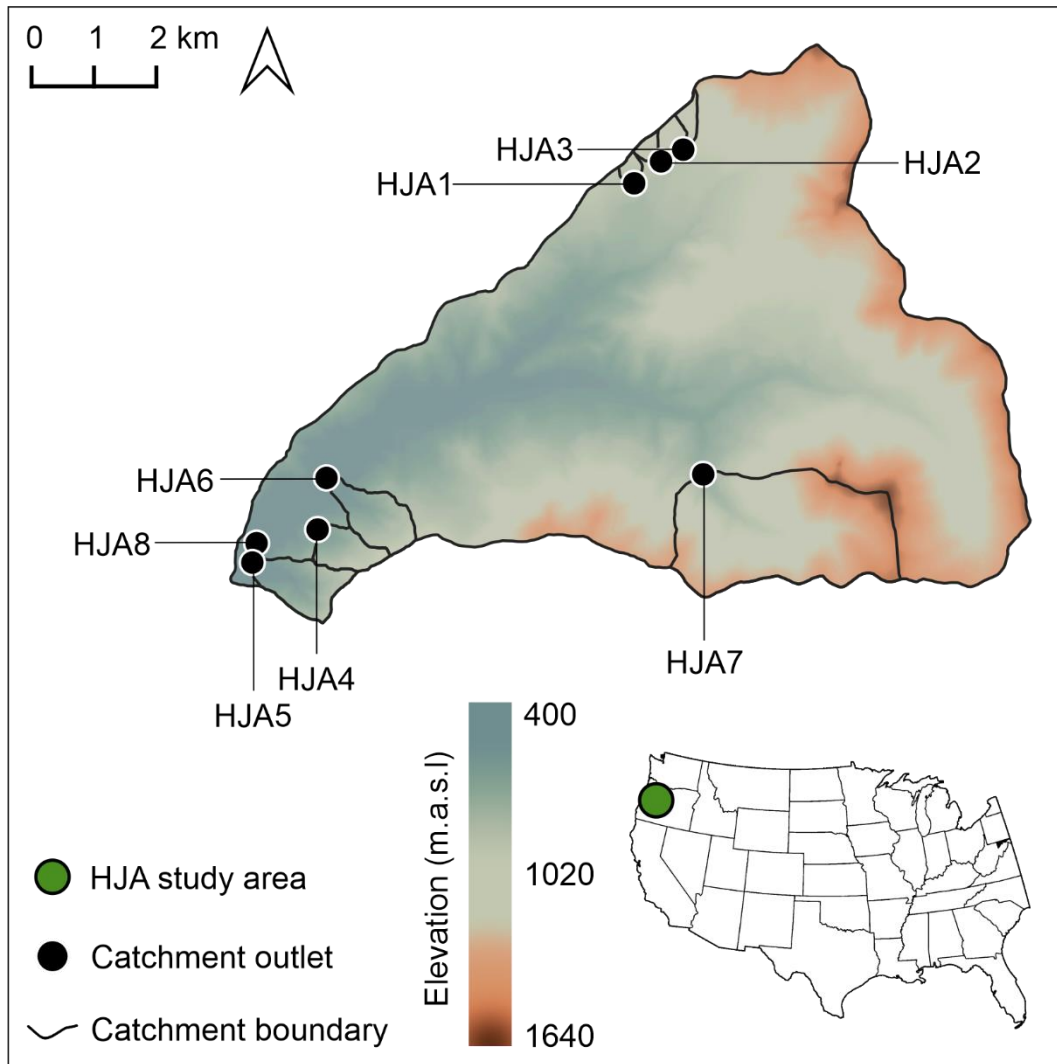 0 1 2 km
HJA3
HJA2
HJA1
HJA6
HJA8
HJA7
HJA4
HJA5
400
1020
1640
Elevation (m.a.s.l)
HJA study area
Catchment outlet
Catchment boundary